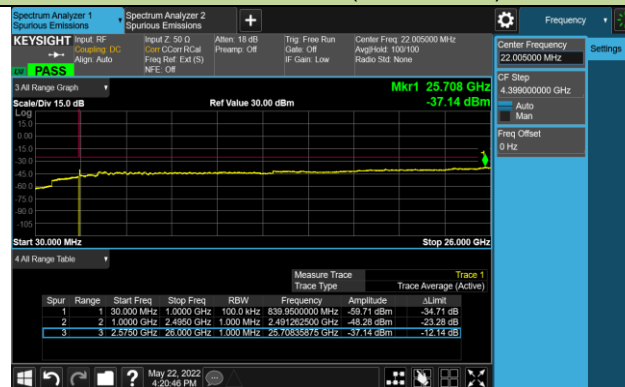 Spectrum Analyzer 1
Spurious Emissions
Spectrum Analyzer 2
Spurious Emissions
Frequency
KEYSIGHT
PASS
Input: RF
Coupling: DC
Align: Auto
Input Z: 50 Ω
Corr CCorr RCal
Freq Ref: Ext (S)
NFE: Off
Atten: 18 dB
Preamp: Off
Trig: Free Run
Gate: Off
IF Gain: Low
Center Freq: 22.005000 MHz
Avg|Hold: 100/100
Radio Std: None
Center Frequency
22.005000 MHz
Settings
CF Step
4.399000000 GHz
Auto
Man
Freq Offset
0 Hz
3 All Range Graph
Mkr1 25.708 GHz
-37.14 dBm
Scale/Div 15.0 dB
Ref Value 30.00 dBm
Log
15.0
0.00
-15.0
-30.0
-45.0
-60.0
-75.0
-90.0
-105
1
Start 30.000 MHz
Stop 26.000 GHz
4 All Range Table
Measure Trace Trace 1
Trace Type Trace Average (Active)
Spur Range Start Freq Stop Freq RBW Frequency Amplitude ΔLimit
1 1 30.000 MHz 1.0000 GHz 100.0 kHz 839.9500000 MHz -59.71 dBm -34.71 dB
2 2 1.0000 GHz 2.4950 GHz 1.000 MHz 2.491262500 GHz -48.28 dBm -23.28 dB
3 3 2.5750 GHz 26.000 GHz 1.000 MHz 25.70835875 GHz -37.14 dBm -12.14 dB
May 22, 2022
4:20:46 PM